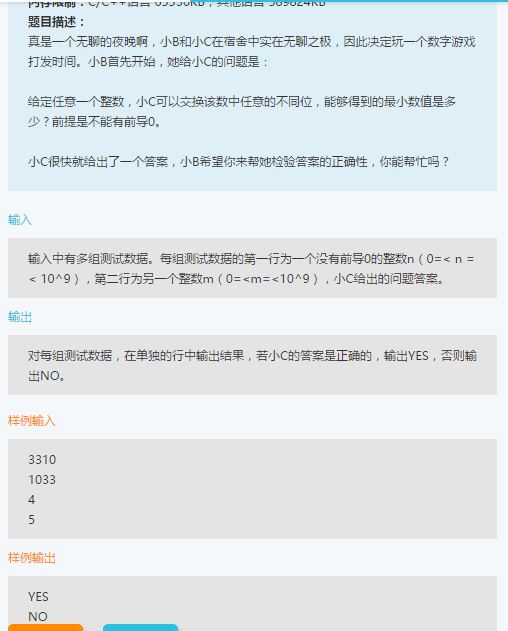 题目描述：
真是一个无聊的夜晚啊，小B和小C在宿舍中实在无聊之极，因此决定玩一个数字游戏
打发时间。小B首先开始，她给小C的问题是：
给定任意一个整数，小C可以交换该数中任意的不同位，能够得到的最小数值是多
少？前提是不能有前导0。
小C很快就给出了一个答案，小B希望你来帮她检验答案的正确性，你能帮忙吗？
输入
输入中有多组测试数据。每组测试数据的第一行为一个没有前导0的整数n（0=< n =
< 10^9），第二行为另一个整数m（0=<m=<10^9），小C给出的问题答案。
输出
对每组测试数据，在单独的行中输出结果，若小C的答案是正确的，输出YES，否则输
出NO。
样例输入
3310
1033
4
5
样例输出
YES
NO